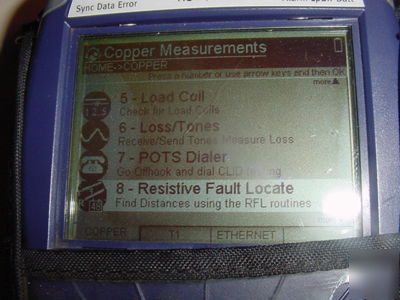 Sync Data Error
Copper Measurements
HOME->COPPER
Press a number or use arrow keys and then OK
more▲
5 - Load Coil
Check for Load Coils
6 - Loss/Tones
Receive/Send Tones Measure Loss
7 - POTS Dialer
Go Offhook and dial CLID testing
8 - Resistive Fault Locate
Find Distances using the RFL routines
COPPER T1 ETHERNET